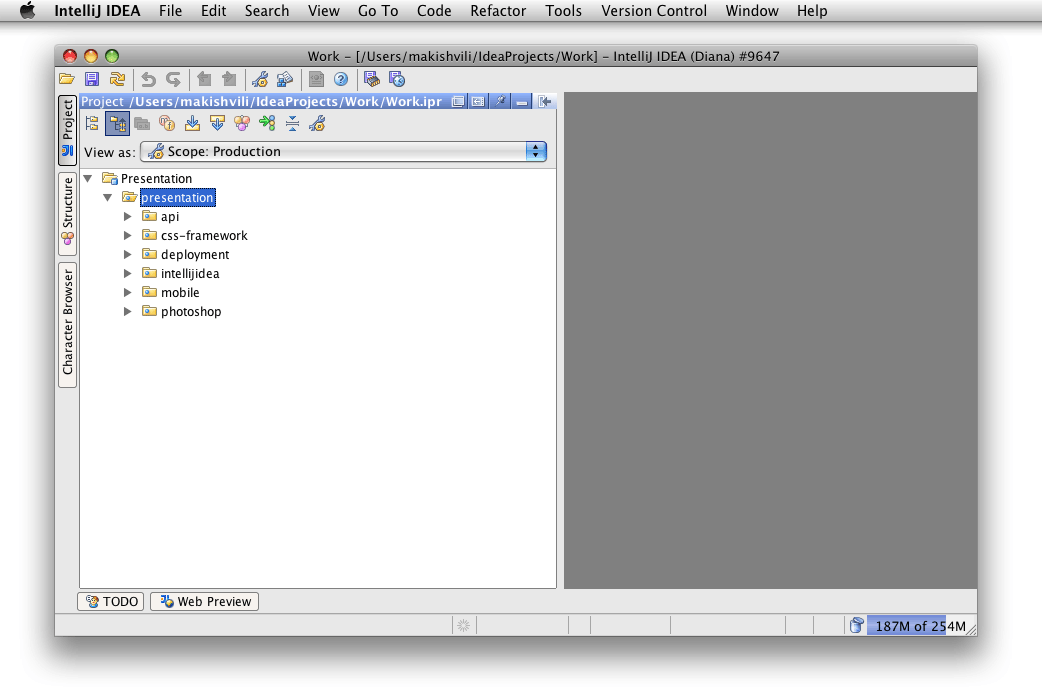 IntelliJ IDEA File Edit Search View Go To Code Refactor Tools Version Control Window Help
Work – [/Users/makishvili/IdeaProjects/Work] – IntelliJ IDEA (Diana) #9647
Project /Users/makishvili/IdeaProjects/Work/Work.ipr
Project
Structure
Character Browser
View as: Scope: Production
Presentation
presentation
api
css-framework
deployment
intellijidea
mobile
photoshop
TODO Web Preview
187M of 254M